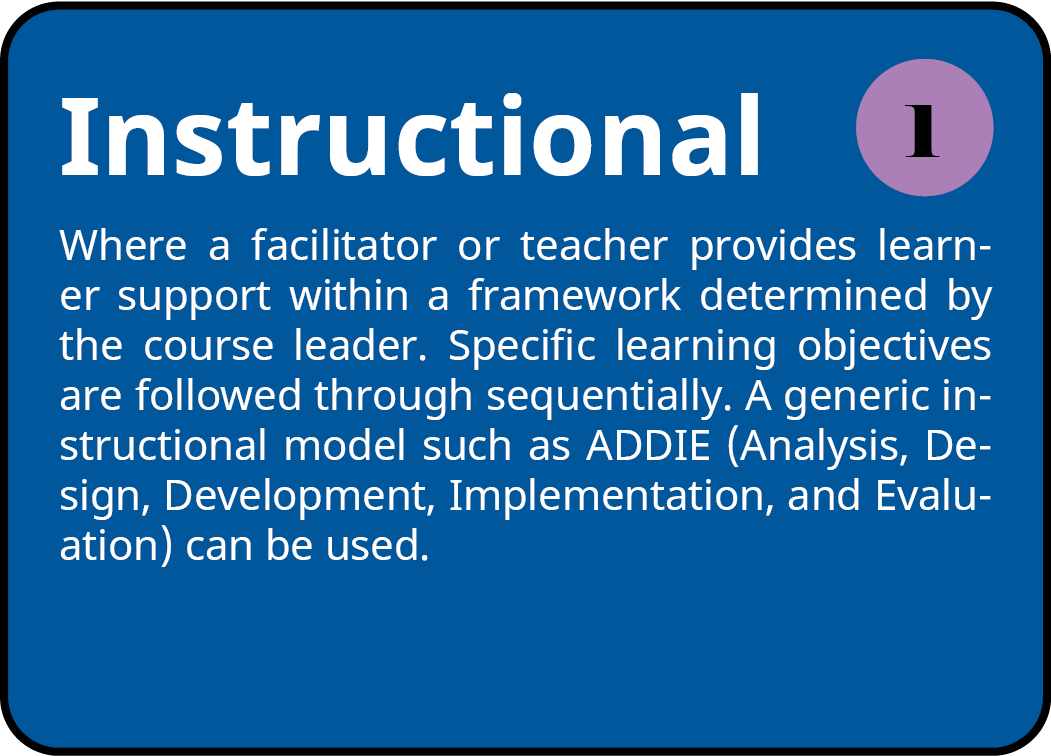 Instructional
1
Where a facilitator or teacher provides learn-
er support within a framework determined by
the course leader. Specific learning objectives
are followed through sequentially. A generic in-
structional model such as ADDIE (Analysis, De-
sign, Development, Implementation, and Evalu-
ation) can be used.